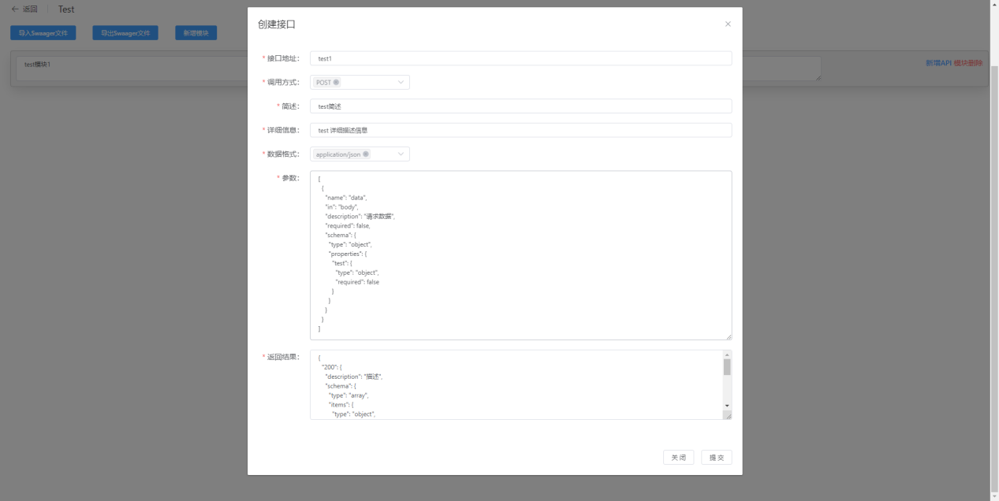 ← 返回 Test
导入Swaager文件 导出Swaager文件 新增模块
test模块1
新增API 模块删除
创建接口
* 接口地址: test1
* 调用方式: POST
* 简述: test简述
* 详细信息: test 详细描述信息
* 数据格式: application/json
* 参数: [
{
"name": "data",
"in": "body",
"description": "请求数据",
"required": false,
"schema": {
"type": "object",
"properties": {
"test": {
"type": "object",
"required": false
}
}
}
}
]
* 返回结果: {
"200": {
"description": "描述",
"schema": {
"type": "array",
"items": {
"type": "object",
关闭 提交